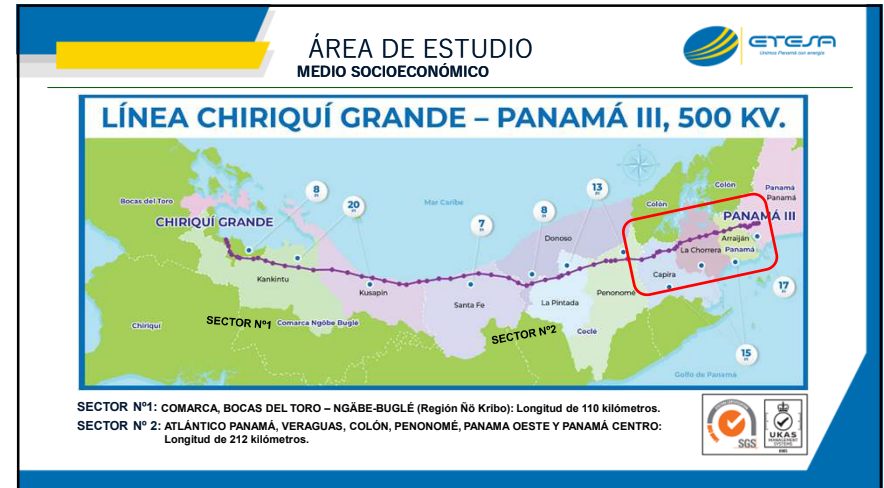 ÁREA DE ESTUDIO
MEDIO SOCIOECONÓMICO
ETESA
Unimos Panamá con energía
LÍNEA CHIRIQUÍ GRANDE – PANAMÁ III, 500 KV.
Bocas del Toro
CHIRIQUÍ GRANDE
8
20
Mar Caribe
7
8
13
Colón
Colón
Panamá
Panamá
PANAMÁ III
Donoso
Arraiján
La Chorrera
Panamá
Capira
Kankintu
Kusapin
Santa Fe
La Pintada
Penonomé
17
Chiriquí
SECTOR Nº1
Comarca Ngöbe Buglé
SECTOR Nº2
Coclé
15
Golfo de Panamá
SECTOR Nº1: COMARCA, BOCAS DEL TORO – NGÄBE-BUGLÉ (Región Ñö Kribo): Longitud de 110 kilómetros.
SECTOR Nº 2: ATLÁNTICO PANAMÁ, VERAGUAS, COLÓN, PENONOMÉ, PANAMA OESTE Y PANAMÁ CENTRO:
Longitud de 212 kilómetros.
SGS
UKAS
MANAGEMENT
SYSTEMS